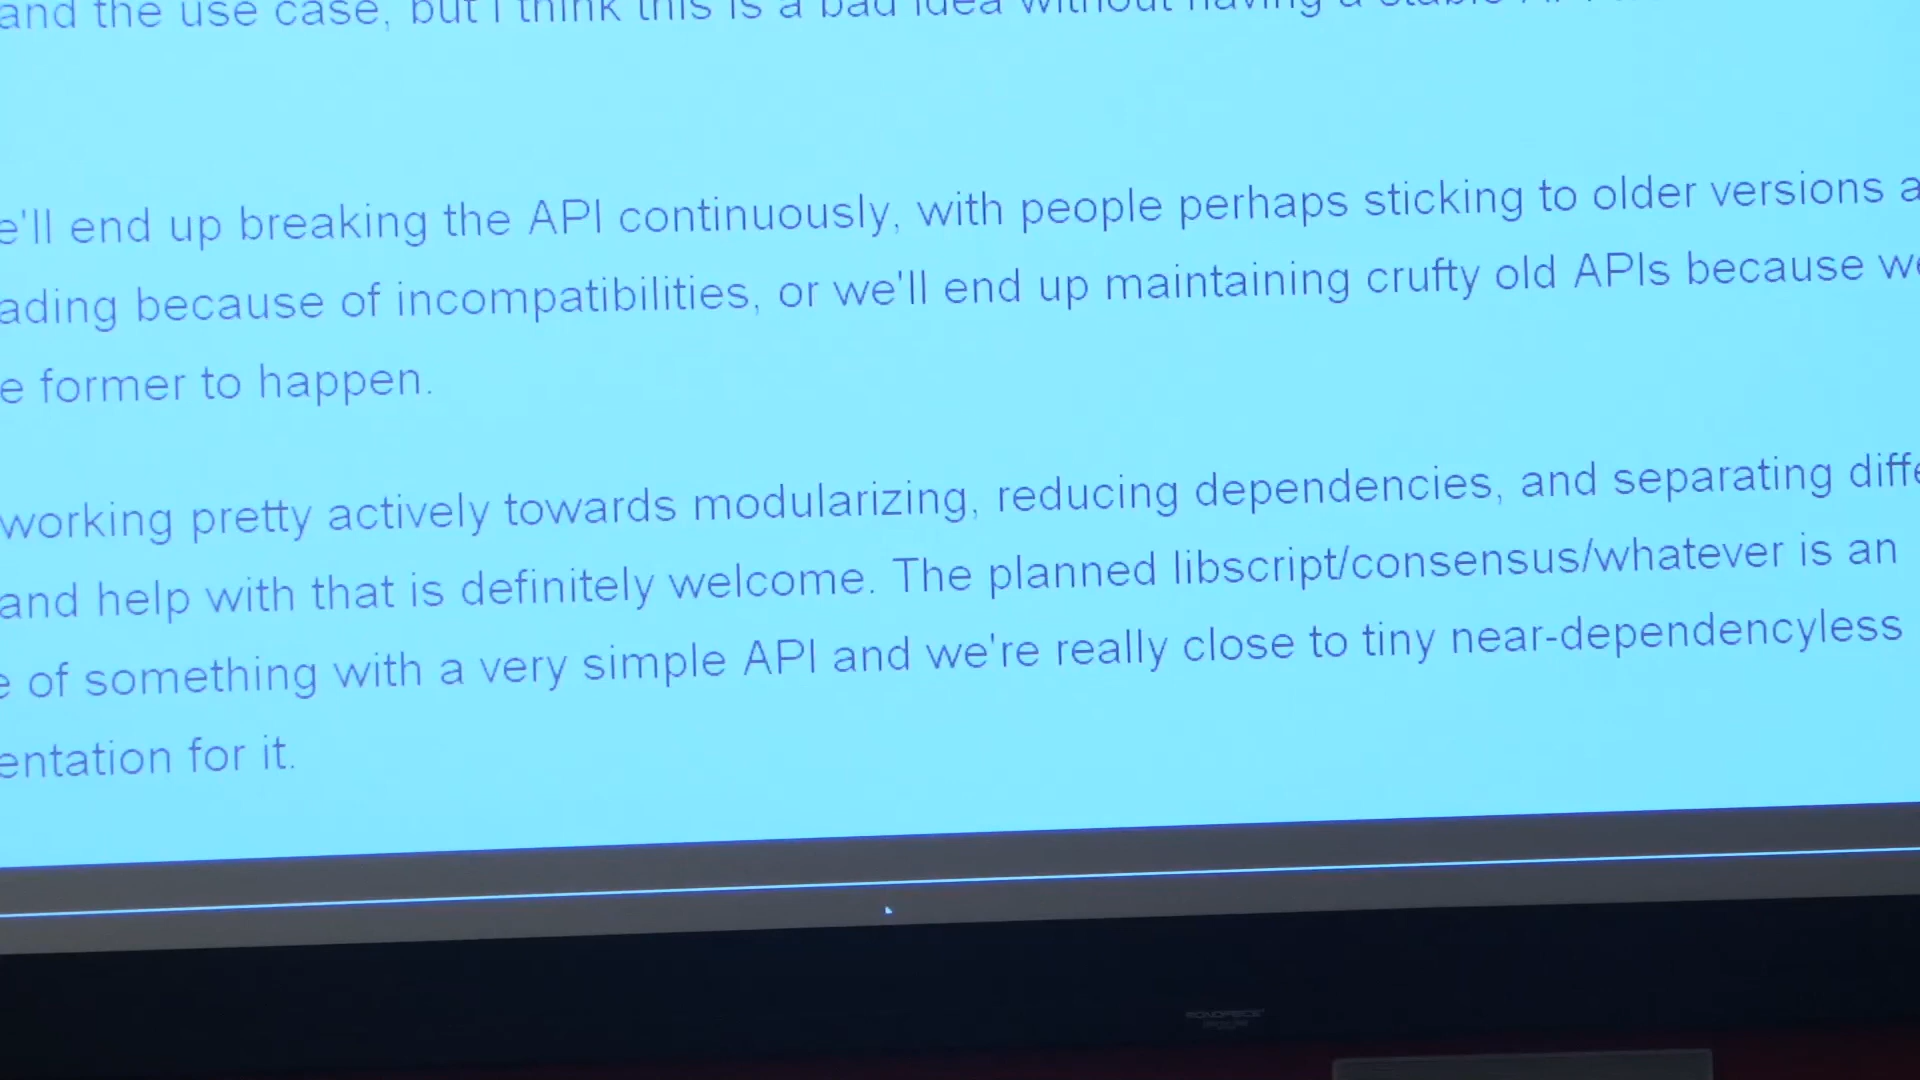 and the use case, but I think this is a bad idea without having a stable API
e'll end up breaking the API continuously, with people perhaps sticking to older versions a
ading because of incompatibilities, or we'll end up maintaining crufty old APIs because we
e former to happen.
working pretty actively towards modularizing, reducing dependencies, and separating diffe
and help with that is definitely welcome. The planned libscript/consensus/whatever is an
e of something with a very simple API and we're really close to tiny near-dependencyless
entation for it.